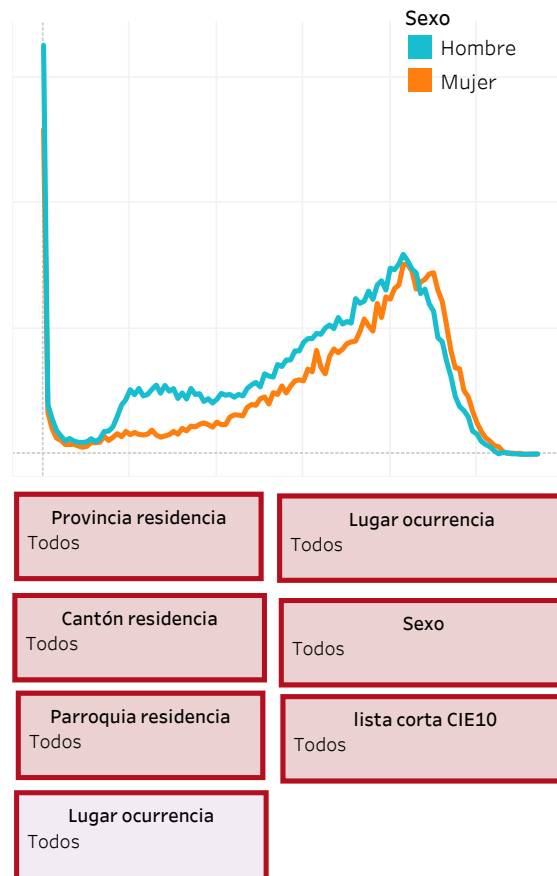 Sexo
Hombre
Mujer
Provincia residencia
Todos
Lugar ocurrencia
Todos
Cantón residencia
Todos
Sexo
Todos
Parroquia residencia
Todos
lista corta CIE10
Todos
Lugar ocurrencia
Todos